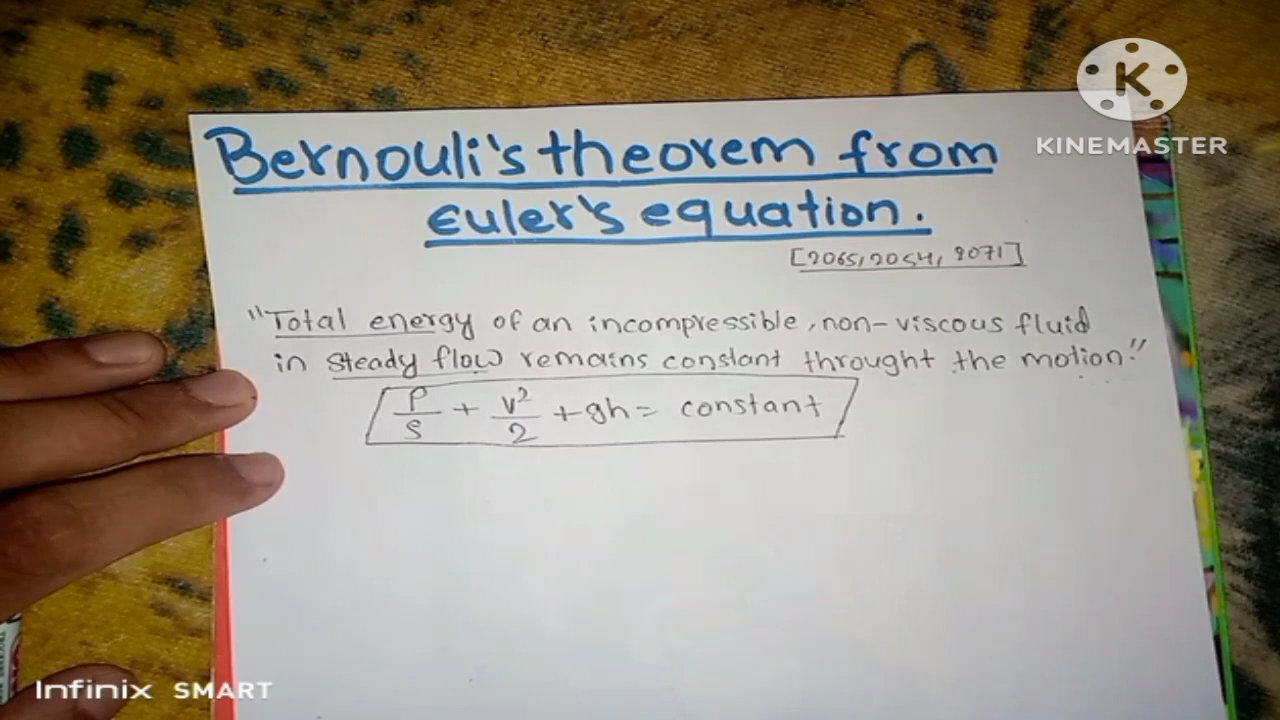 KINEMASTER
Bernouli's theorem from
Euler's equation.
[2065, 2054, 2071]
"Total energy of an incompressible, non-viscous fluid
in steady flow remains constant throught the motion."
P/S + v²/2 + gh = constant
Infinix SMART